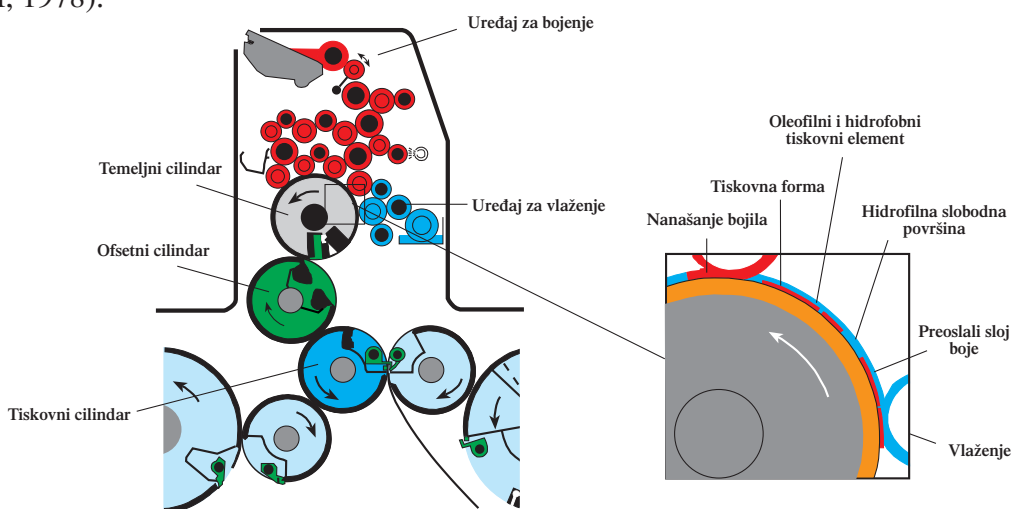 , 1978).
Uređaj za bojenje
Temeljni cilindar
Ofsetni cilindar
Tiskovni cilindar
Uređaj za vlaženje
Oleofilni i hidrofobni
tiskovni element
Tiskovna forma
Nanašanje bojila
Hidrofilna slobodna
površina
Preoslali sloj
boje
Vlaženje